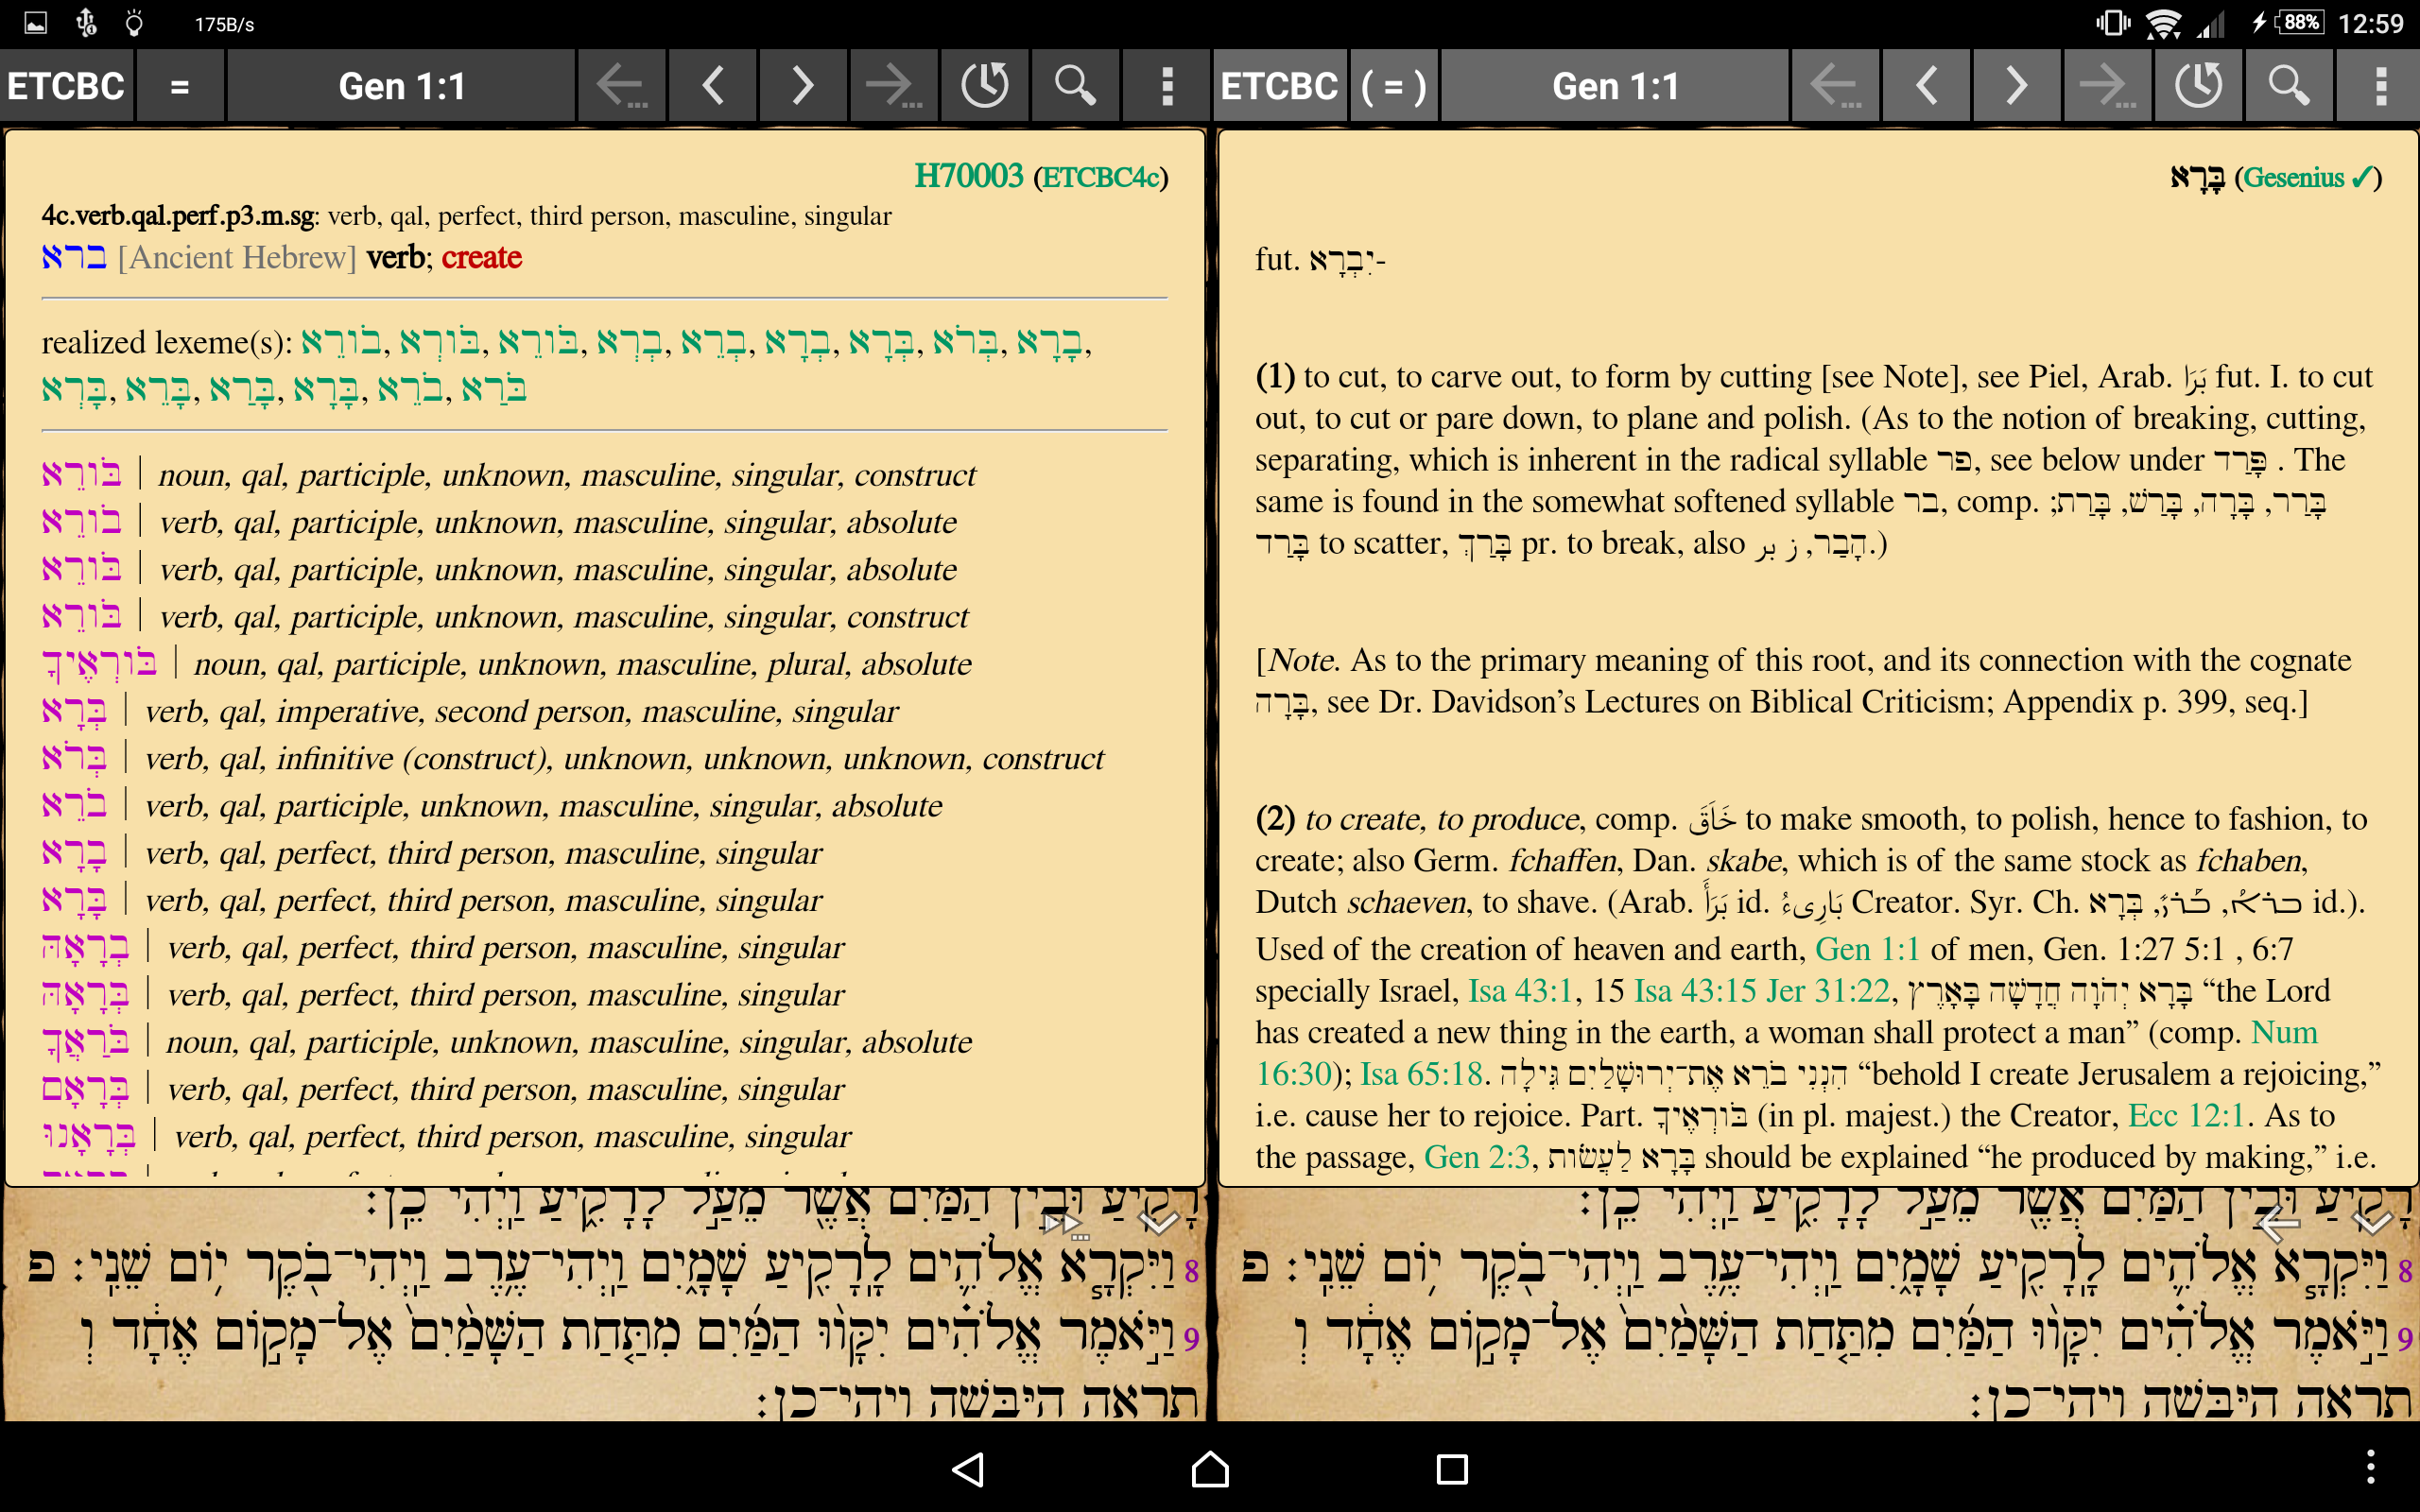 175B/s
88% 12:59
ETCBC = Gen 1:1
ETCBC ( = ) Gen 1:1
H70003 (ETCBC4c)
4c.verb.qal.perf.p3.m.sg: verb, qal, perfect, third person, masculine, singular
ברא [Ancient Hebrew] verb; create
realized lexeme(s): בֹורֵא, בֹּורְא, בֹּורֵא, בְרְא, בְרֵא, בְרָא, בְּרָא, בְּרֹא, בָרָא,
בָּרְא, בָּרֵא, בָּרַא, בָּרָא, בֹרֵא, בֹּרַא
בֹּורֵא | noun, qal, participle, unknown, masculine, singular, construct
בֹורֵא | verb, qal, participle, unknown, masculine, singular, absolute
בֹּורֵא | verb, qal, participle, unknown, masculine, singular, absolute
בֹּורֵא | verb, qal, participle, unknown, masculine, singular, construct
בֹּורְאֶיךָ | noun, qal, participle, unknown, masculine, plural, absolute
בְּרָא | verb, qal, imperative, second person, masculine, singular
בְּרֹא | verb, qal, infinitive (construct), unknown, unknown, unknown, construct
בֹרֵא | verb, qal, participle, unknown, masculine, singular, absolute
בָרָא | verb, qal, perfect, third person, masculine, singular
בָּרָא | verb, qal, perfect, third person, masculine, singular
בְרָאָהּ | verb, qal, perfect, third person, masculine, singular
בְּרָאָהּ | verb, qal, perfect, third person, masculine, singular
בֹּרַאֲךָ | noun, qal, participle, unknown, masculine, singular, absolute
בְּרָאָם | verb, qal, perfect, third person, masculine, singular
בְּרָאָנוּ | verb, qal, perfect, third person, masculine, singular
בָּרָא (Gesenius ✓)
fut. יִבְרָא-
(1) to cut, to carve out, to form by cutting [see Note], see Piel, Arab. بَرَا fut. I. to cut
out, to cut or pare down, to plane and polish. (As to the notion of breaking, cutting,
separating, which is inherent in the radical syllable פר, see below under פָּרַד . The
same is found in the somewhat softened syllable בר, comp. בָּרַר, בָּרָה, בָּרַשׁ, בָּרַת;
בָּרַד to scatter, בָּרַךְ pr. to break, also הָבַר, ز بر.)
[Note. As to the primary meaning of this root, and its connection with the cognate
בָּרָה, see Dr. Davidson’s Lectures on Biblical Criticism; Appendix p. 399, seq.]
(2) to create, to produce, comp. خَلَقَ to make smooth, to polish, hence to fashion, to
create; also Germ. fchaffen, Dan. skabe, which is of the same stock as fchaben,
Dutch schaeven, to shave. (Arab. بَرَأَ id. بَارِىءُ Creator. Syr. Ch. בְּרָא id.).
Used of the creation of heaven and earth, Gen 1:1 of men, Gen. 1:27 5:1 , 6:7
specially Israel, Isa 43:1, 15 Isa 43:15 Jer 31:22, בָּרָא יְהֹוָה חֲדָשָׁה בָּאָרֶץ “the Lord
has created a new thing in the earth, a woman shall protect a man” (comp. Num
16:30); Isa 65:18. הִנְנִי בֹרֵא אֶת־יְרוּשָׁלַיִם גִּילָה “behold I create Jerusalem a rejoicing,”
i.e. cause her to rejoice. Part. בֹּורְאֶיךָ (in pl. majest.) the Creator, Ecc 12:1. As to
the passage, Gen 2:3, בָּרָא לַעֲשׂוֹת should be explained “he produced by making,” i.e.
רָקִ֔יעַ וּבֵ֣ין הַמַּ֔יִם אֲשֶׁ֖ר מֵעַ֣ל לָרָקִ֑יעַ וַֽיְהִי־כֵֽן׃
8 וַיִּקְרָ֧א אֱלֹהִ֛ים לָֽרָקִ֖יעַ שָׁמָ֑יִם וַֽיְהִי־עֶ֥רֶב וַֽיְהִי־בֹ֖קֶר יֹ֥ום שֵׁנִֽי׃ פ
9 וַיֹּ֣אמֶר אֱלֹהִ֗ים יִקָּו֨וּ הַמַּ֜יִם מִתַּ֤חַת הַשָּׁמַ֨יִם֙ אֶל־מָקֹ֣ום אֶחָ֔ד וְ
תראה היבשה ויהי־כן׃
רָקִ֔יעַ וּבֵ֣ין הַמַּ֔יִם אֲשֶׁ֖ר מֵעַ֣ל לָרָקִ֑יעַ וַֽיְהִי־כֵֽן׃
8 וַיִּקְרָ֧א אֱלֹהִ֛ים לָֽרָקִ֖יעַ שָׁמָ֑יִם וַֽיְהִי־עֶ֥רֶב וַֽיְהִי־בֹ֖קֶר יֹ֥ום שֵׁנִֽי׃ פ
9 וַיֹּ֣אמֶר אֱלֹהִ֗ים יִקָּו֨וּ הַמַּ֜יִם מִתַּ֤חַת הַשָּׁמַ֨יִם֙ אֶל־מָקֹ֣ום אֶחָ֔ד וְ
תראה היבשה ויהי־כן׃